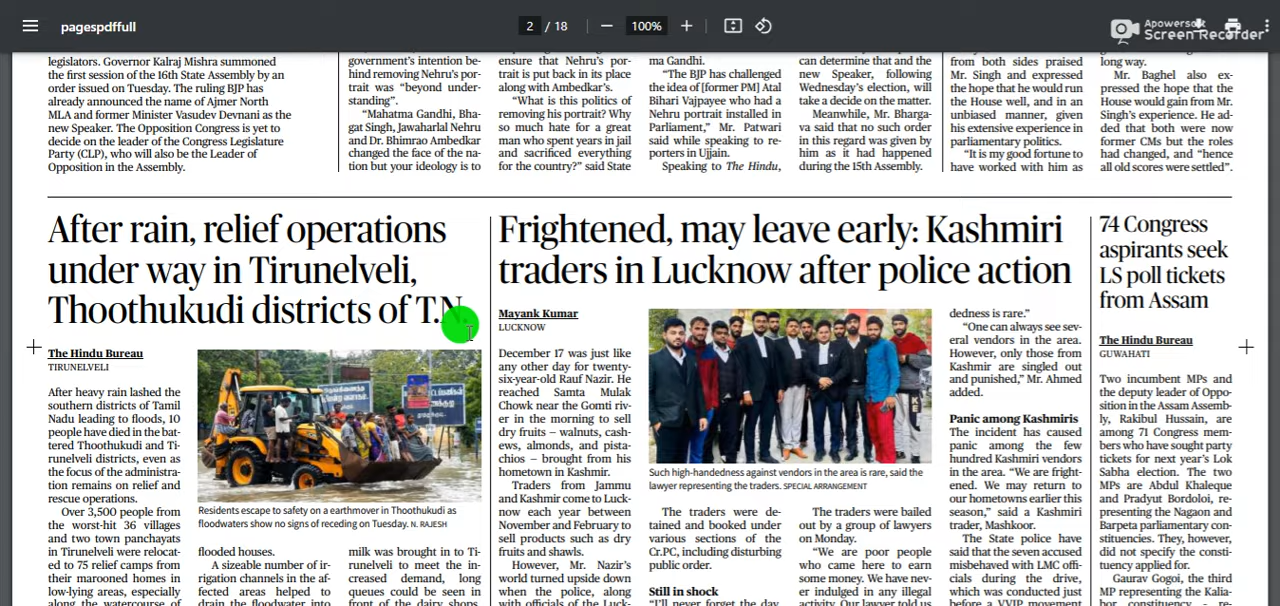 pagespdffull
2 / 18
100%
Apowersoft
Screen Recorder
legislators. Governor Kalraj Mishra summoned
the first session of the 16th State Assembly by an
order issued on Tuesday. The ruling BJP has
already announced the name of Ajmer North
MLA and former Minister Vasudev Devnani as the
new Speaker. The Opposition Congress is yet to
decide on the leader of the Congress Legislature
Party (CLP), who will also be the Leader of
Opposition in the Assembly.
government's intention be-
hind removing Nehru's por-
trait was "beyond under-
standing".
"Mahatma Gandhi, Bha-
gat Singh, Jawaharlal Nehru
and Dr. Bhimrao Ambedkar
changed the face of the na-
tion but your ideology is to
ensure that Nehru's por-
trait is put back in its place
along with Ambedkar's.
"What is this politics of
removing his portrait? Why
so much hate for a great
man who spent years in jail
and sacrificed everything
for the country?" said State
ma Gandhi.
"The BJP has challenged
the idea of [former PM] Atal
Bihari Vajpayee who had a
Nehru portrait installed in
Parliament," Mr. Patwari
said while speaking to re-
porters in Ujjain.
Speaking to The Hindu,
can determine that and the
new Speaker, following
Wednesday's election, will
take a decide on the matter.
Meanwhile, Mr. Bharga-
va said that no such order
in this regard was given by
him as it had happened
during the 15th Assembly.
from both sides praised
Mr. Singh and expressed
the hope that he would run
the House well, and in an
unbiased manner, given
his extensive experience in
parliamentary politics.
"It is my good fortune to
have worked with him as
long way.
Mr. Baghel also ex-
pressed the hope that the
House would gain from Mr.
Singh's experience. He ad-
ded that both were now
former CMs but the roles
had changed, and "hence
all old scores were settled".
After rain, relief operations
under way in Tirunelveli,
Thoothukudi districts of T.N.
The Hindu Bureau
TIRUNELVELI
After heavy rain lashed the
southern districts of Tamil
Nadu leading to floods, 10
people have died in the bat-
tered Thoothukudi and Ti-
runelveli districts, even as
the focus of the administra-
tion remains on relief and
rescue operations.
Over 3,500 people from
the worst-hit 36 villages
and two town panchayats
in Tirunelveli were relocat-
ed to 75 relief camps from
their marooned homes in
low-lying areas, especially
along the watercourse of
Residents escape to safety on a earthmover in Thoothukudi as
floodwaters show no signs of receding on Tuesday. N. RAJESH
flooded houses.
A sizeable number of ir-
rigation channels in the af-
fected areas helped to
drain the floodwater into
milk was brought in to Ti-
runelveli to meet the in-
creased demand, long
queues could be seen in
front of the dairy shops
Frightened, may leave early: Kashmiri
traders in Lucknow after police action
Mayank Kumar
LUCKNOW
December 17 was just like
any other day for twenty-
six-year-old Rauf Nazir. He
reached Samta Mulak
Chowk near the Gomti riv-
er in the morning to sell
dry fruits – walnuts, cash-
ews, almonds, and pista-
chios – brought from his
hometown in Kashmir.
Traders from Jammu
and Kashmir come to Luck-
now each year between
November and February to
sell products such as dry
fruits and shawls.
However, Mr. Nazir's
world turned upside down
when the police, along
with officials of the Luck-
Such high-handedness against vendors in the area is rare, said the
lawyer representing the traders. SPECIAL ARRANGEMENT
The traders were de-
tained and booked under
various sections of the
Cr.PC, including disturbing
public order.
Still in shock
"I'll never forget the day
The traders were bailed
out by a group of lawyers
on Monday.
"We are poor people
who came here to earn
some money. We have nev-
er indulged in any illegal
activity. Our lawyer told us
dedness is rare."
"One can always see sev-
eral vendors in the area.
However, only those from
Kashmir are singled out
and punished," Mr. Ahmed
added.
Panic among Kashmiris
The incident has caused
panic among the few
hundred Kashmiri vendors
in the area. "We are fright-
ened. We may return to
our hometowns earlier this
season," said a Kashmiri
trader, Mashkoor.
The State police have
said that the seven accused
misbehaved with LMC offi-
cials during the drive,
which was conducted just
before a VVIP movement
74 Congress
aspirants seek
LS poll tickets
from Assam
The Hindu Bureau
GUWAHATI
Two incumbent MPs and
the deputy leader of Oppo-
sition in the Assam Assemb-
ly, Rakibul Hussain, are
among 71 Congress mem-
bers who have sought party
tickets for next year's Lok
Sabha election. The two
MPs are Abdul Khaleque
and Pradyut Bordoloi, re-
presenting the Nagaon and
Barpeta parliamentary con-
stituencies. They, however,
did not specify the consti-
tuency applied for.
Gaurav Gogoi, the third
MP representing the Kalia-
bor constituency, re-